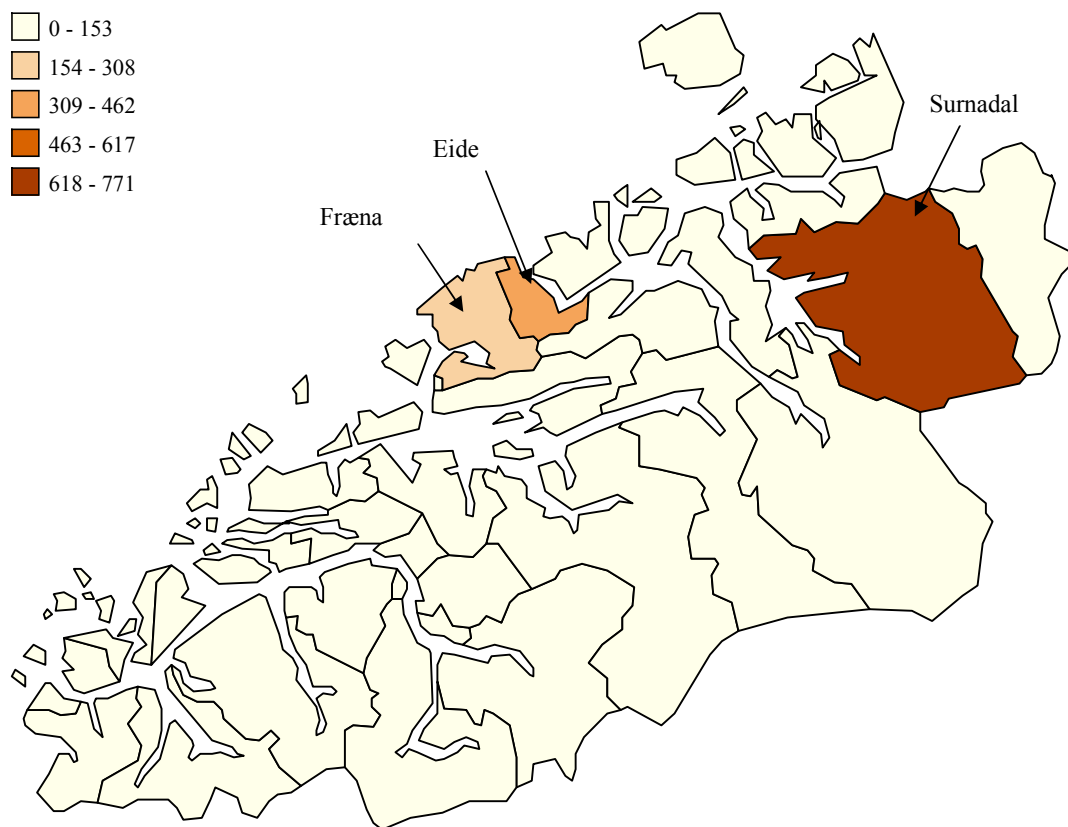 0 - 153
154 - 308
309 - 462
463 - 617
618 - 771
Surnadal
Eide
Fræna